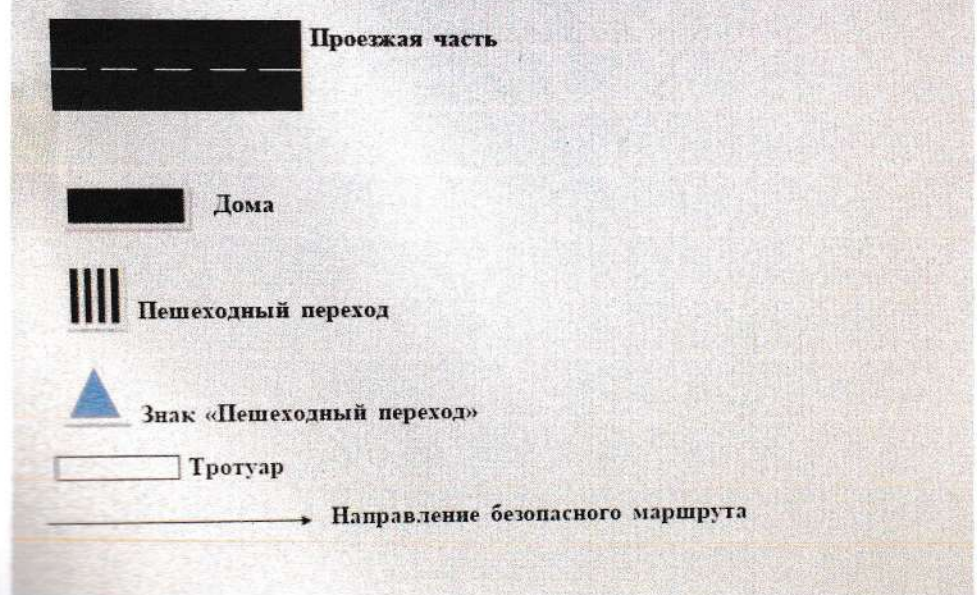 Проезжая часть
Дома
Пешеходный переход
Знак «Пешеходный переход»
Тротуар
Направление безопасного маршрута